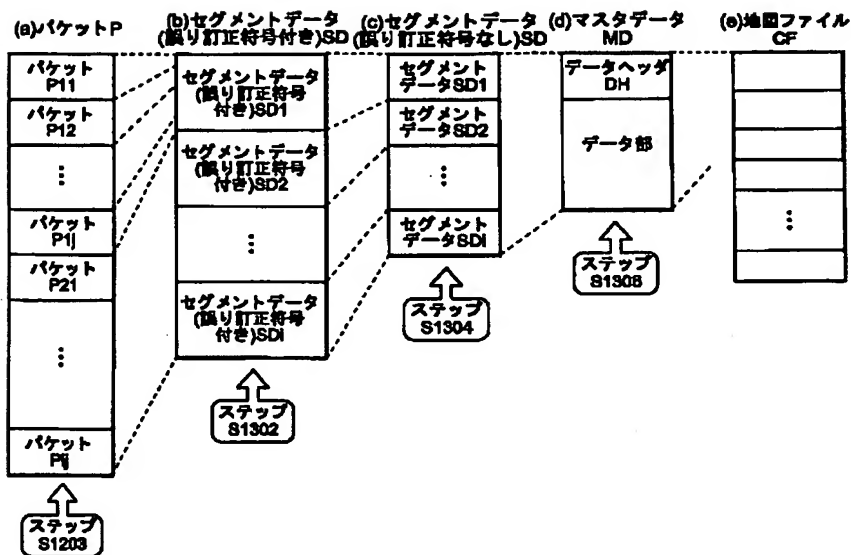 (a)パケットP
パケット
P11
パケット
P12
⋮
パケット
P1j
パケット
P21
⋮
パケット
Pij
ステップ
S1203
(b)セグメントデータ
(誤り訂正符号付き)SD
セグメントデータ
(誤り訂正符号
付き)SD1
セグメントデータ
(誤り訂正符号
付き)SD2
⋮
セグメントデータ
(誤り訂正符号
付き)SDi
ステップ
S1302
(c)セグメントデータ
(誤り訂正符号なし)SD
セグメント
データSD1
セグメント
データSD2
⋮
セグメント
データSDi
ステップ
S1304
(d)マスタデータ
MD
データヘッダ
DH
データ部
ステップ
S1306
(e)地図ファイル
CF
⋮